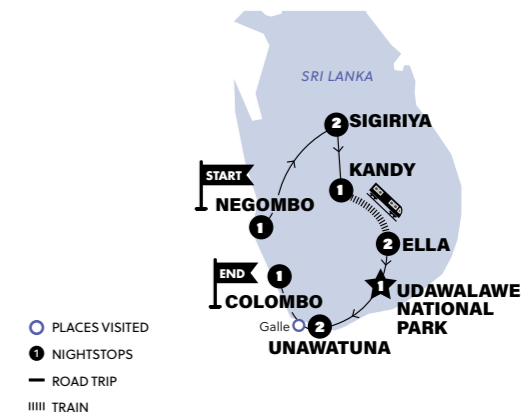 SRI LANKA
2 SIGIRIYA
KANDY
1
START
NEGOMBO
1
2 ELLA
END
1
COLOMBO
1 UDAWALAWE
NATIONAL
PARK
Galle
2
UNAWATUNA
PLACES VISITED
1 NIGHTSTOPS
ROAD TRIP
TRAIN